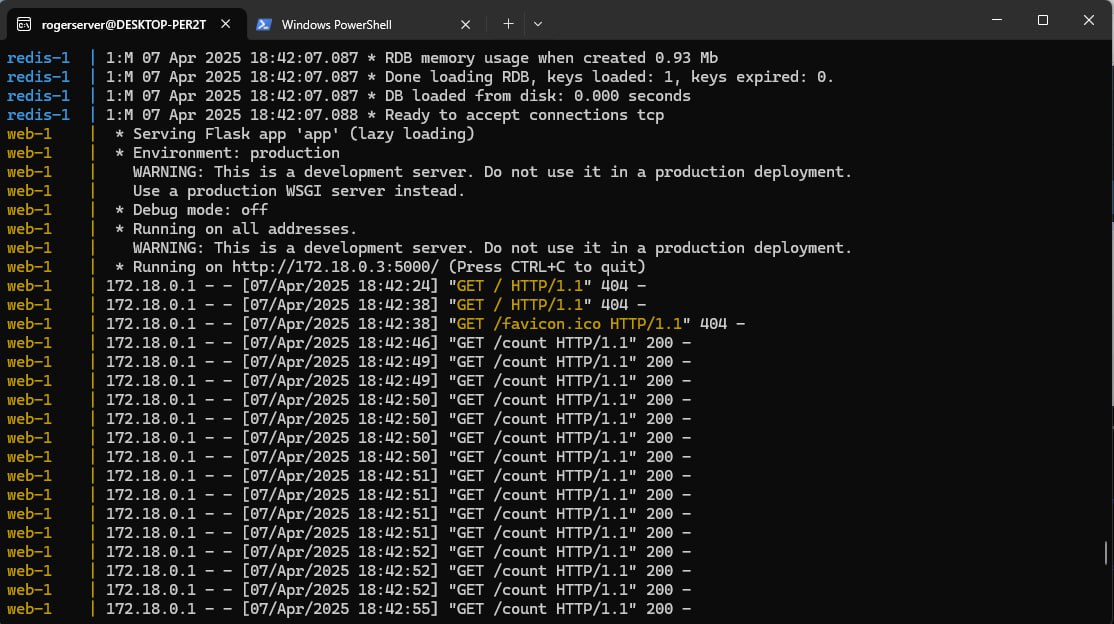 rogerserver@DESKTOP-PER2T
Windows PowerShell
redis-1 | 1:M 07 Apr 2025 18:42:07.087 * RDB memory usage when created 0.93 Mb
redis-1 | 1:M 07 Apr 2025 18:42:07.087 * Done loading RDB, keys loaded: 1, keys expired: 0.
redis-1 | 1:M 07 Apr 2025 18:42:07.087 * DB loaded from disk: 0.000 seconds
redis-1 | 1:M 07 Apr 2025 18:42:07.088 * Ready to accept connections tcp
web-1 | * Serving Flask app 'app' (lazy loading)
web-1 | * Environment: production
web-1 | WARNING: This is a development server. Do not use it in a production deployment.
web-1 | Use a production WSGI server instead.
web-1 | * Debug mode: off
web-1 | * Running on all addresses.
web-1 | WARNING: This is a development server. Do not use it in a production deployment.
web-1 | * Running on http://172.18.0.3:5000/ (Press CTRL+C to quit)
web-1 | 172.18.0.1 - - [07/Apr/2025 18:42:24] "GET / HTTP/1.1" 404 -
web-1 | 172.18.0.1 - - [07/Apr/2025 18:42:38] "GET / HTTP/1.1" 404 -
web-1 | 172.18.0.1 - - [07/Apr/2025 18:42:38] "GET /favicon.ico HTTP/1.1" 404 -
web-1 | 172.18.0.1 - - [07/Apr/2025 18:42:46] "GET /count HTTP/1.1" 200 -
web-1 | 172.18.0.1 - - [07/Apr/2025 18:42:49] "GET /count HTTP/1.1" 200 -
web-1 | 172.18.0.1 - - [07/Apr/2025 18:42:49] "GET /count HTTP/1.1" 200 -
web-1 | 172.18.0.1 - - [07/Apr/2025 18:42:50] "GET /count HTTP/1.1" 200 -
web-1 | 172.18.0.1 - - [07/Apr/2025 18:42:50] "GET /count HTTP/1.1" 200 -
web-1 | 172.18.0.1 - - [07/Apr/2025 18:42:50] "GET /count HTTP/1.1" 200 -
web-1 | 172.18.0.1 - - [07/Apr/2025 18:42:50] "GET /count HTTP/1.1" 200 -
web-1 | 172.18.0.1 - - [07/Apr/2025 18:42:51] "GET /count HTTP/1.1" 200 -
web-1 | 172.18.0.1 - - [07/Apr/2025 18:42:51] "GET /count HTTP/1.1" 200 -
web-1 | 172.18.0.1 - - [07/Apr/2025 18:42:51] "GET /count HTTP/1.1" 200 -
web-1 | 172.18.0.1 - - [07/Apr/2025 18:42:51] "GET /count HTTP/1.1" 200 -
web-1 | 172.18.0.1 - - [07/Apr/2025 18:42:52] "GET /count HTTP/1.1" 200 -
web-1 | 172.18.0.1 - - [07/Apr/2025 18:42:52] "GET /count HTTP/1.1" 200 -
web-1 | 172.18.0.1 - - [07/Apr/2025 18:42:52] "GET /count HTTP/1.1" 200 -
web-1 | 172.18.0.1 - - [07/Apr/2025 18:42:55] "GET /count HTTP/1.1" 200 -